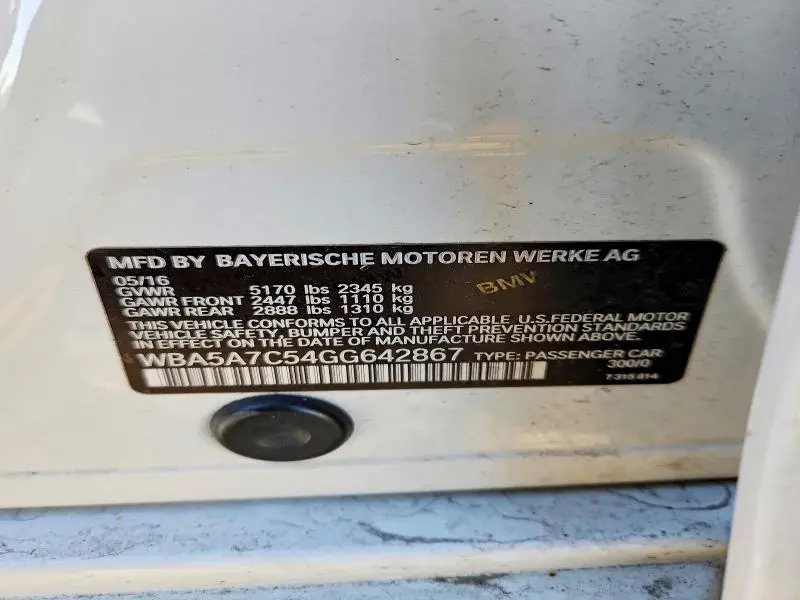 MFD BY BAYERISCHE MOTOREN WERKE AG
05/16
GVWR 5170 lbs 2345 kg
GAWR FRONT 2447 lbs 1110 kg
GAWR REAR 2888 lbs 1310 kg
BMW
THIS VEHICLE CONFORMS TO ALL APPLICABLE U.S.FEDERAL MOTOR
VEHICLE SAFETY, BUMPER AND THEFT PREVENTION STANDARDS
IN EFFECT ON THE DATE OF MANUFACTURE SHOWN ABOVE.
WBA5A7C54GG642867 TYPE: PASSENGER CAR
300/0
7 315 814